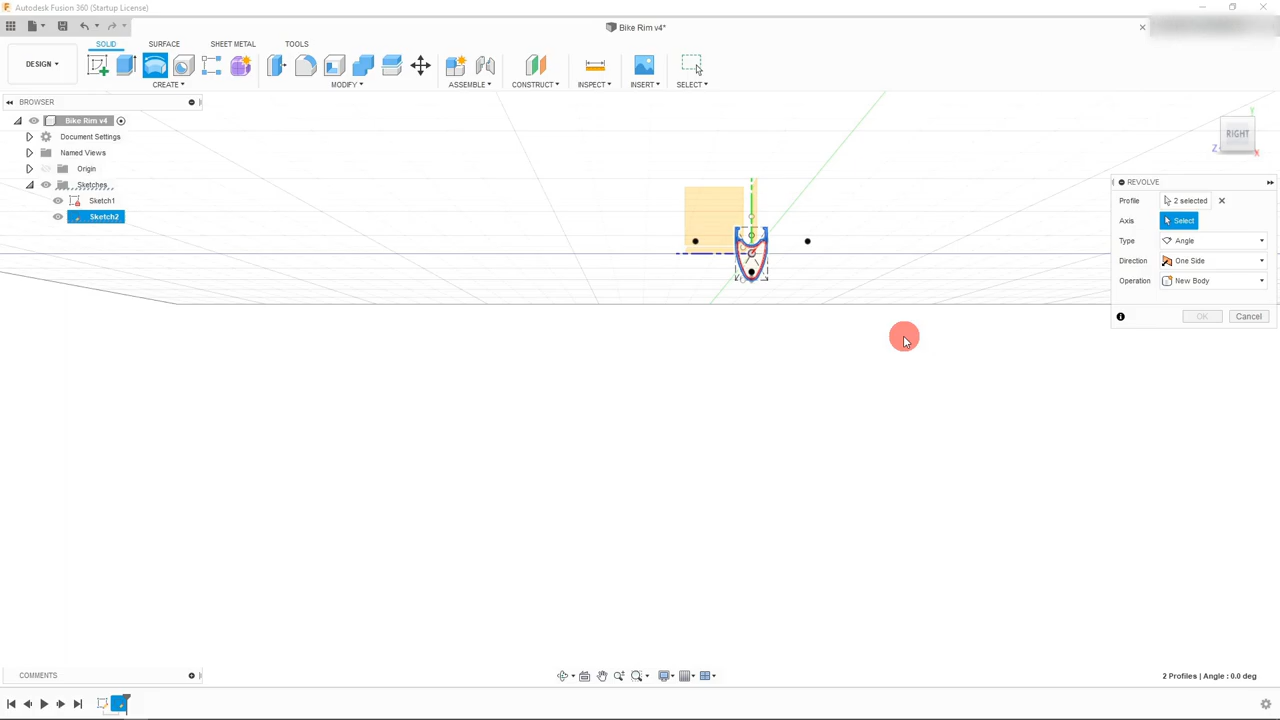 Autodesk Fusion 360 (Startup License)
Bike Rim v4*
SOLID SURFACE SHEET METAL TOOLS
DESIGN
CREATE MODIFY ASSEMBLE CONSTRUCT INSPECT INSERT SELECT
BROWSER
Bike Rim v4
Document Settings
Named Views
Origin
Sketches
Sketch1
Sketch2
Y
RIGHT
Z
X
REVOLVE
Profile 2 selected
Axis Select
Type Angle
Direction One Side
Operation New Body
OK Cancel
COMMENTS
2 Profiles | Angle : 0.0 deg